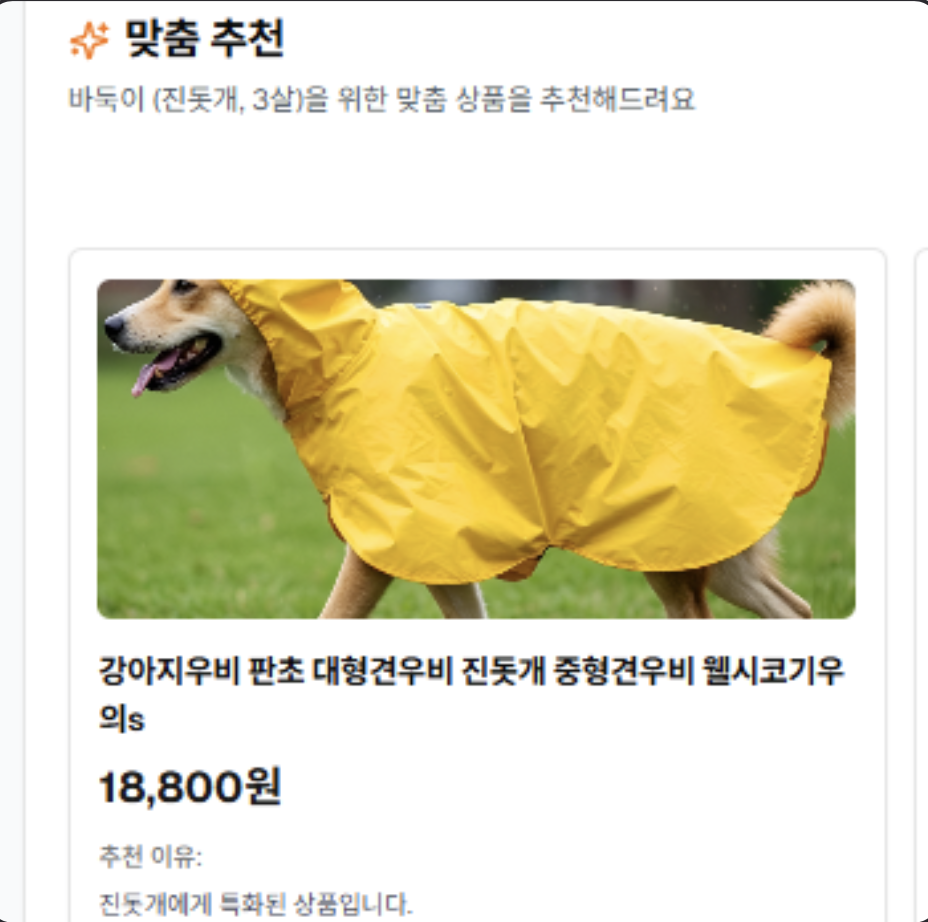 맞춤 추천
바둑이 (진돗개, 3살)을 위한 맞춤 상품을 추천해드려요
강아지우비 판초 대형견우비 진돗개 중형견우비 웰시코기우
의s
18,800원
추천 이유:
진돗개에게 특화된 상품입니다.